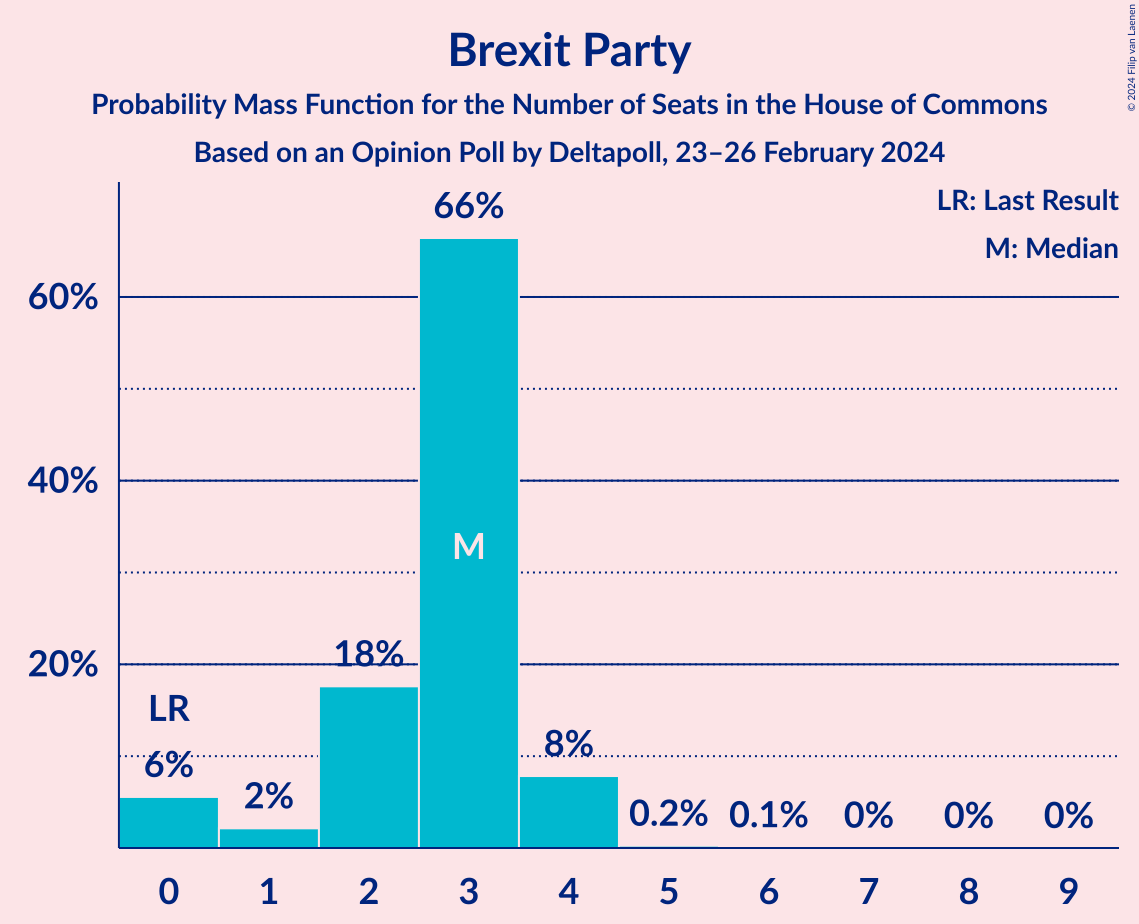 Brexit Party
Probability Mass Function for the Number of Seats in the House of Commons
Based on an Opinion Poll by Deltapoll, 23–26 February 2024
© 2024 Filip van Laenen
LR: Last Result
M: Median
66%
60%
40%
M
20%
18%
LR
6%
2%
8%
0.2%
0.1%
0%
0%
0%
0 1 2 3 4 5 6 7 8 9